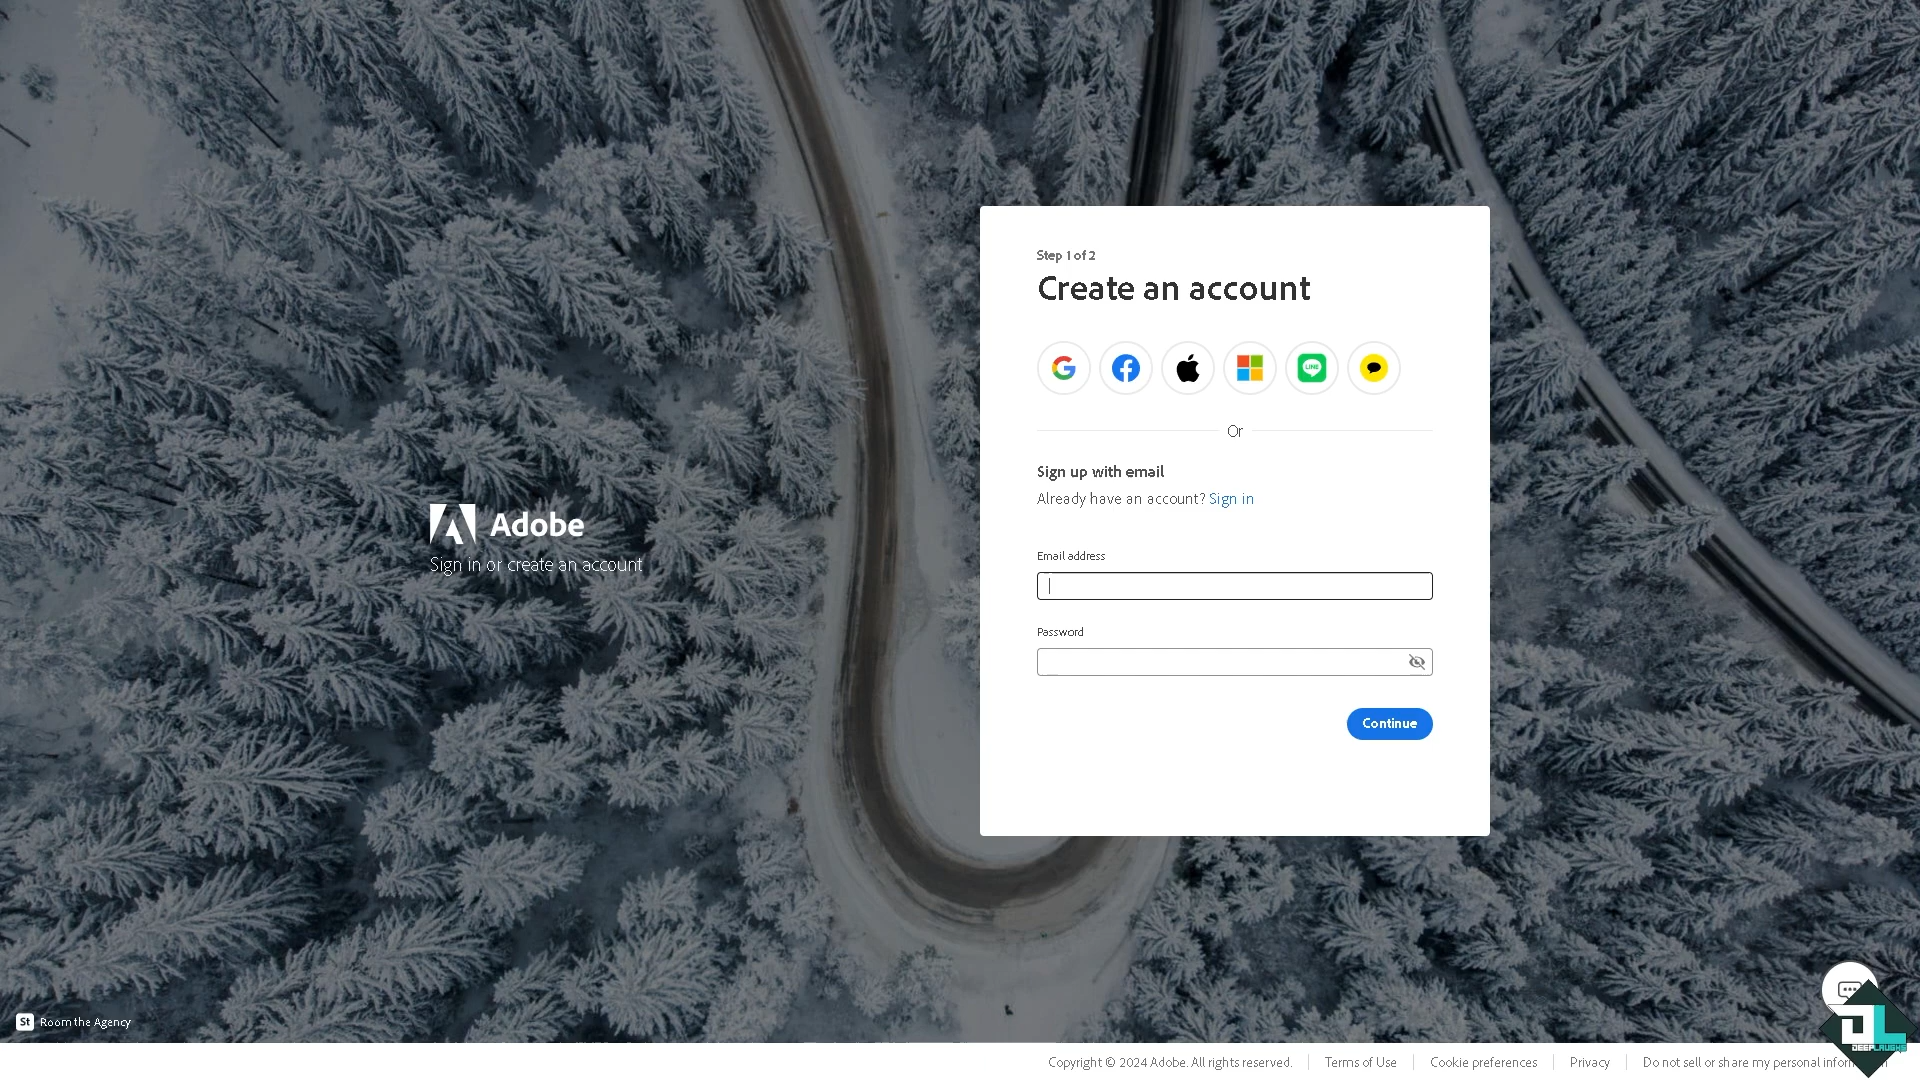 Step 1 of 2
Create an account
LINE
Or
Sign up with email
Already have an account? Sign in
Adobe
Sign in or create an account
Email address
Password
Continue
St Room the Agency
DEEPLAUGHS
Copyright © 2024 Adobe. All rights reserved. Terms of Use Cookie preferences Privacy Do not sell or share my personal